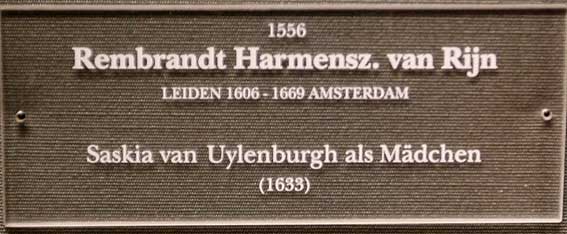 1556
Rembrandt Harmensz. van Rijn
LEIDEN 1606 - 1669 AMSTERDAM
Saskia van Uylenburgh als Mädchen
(1633)